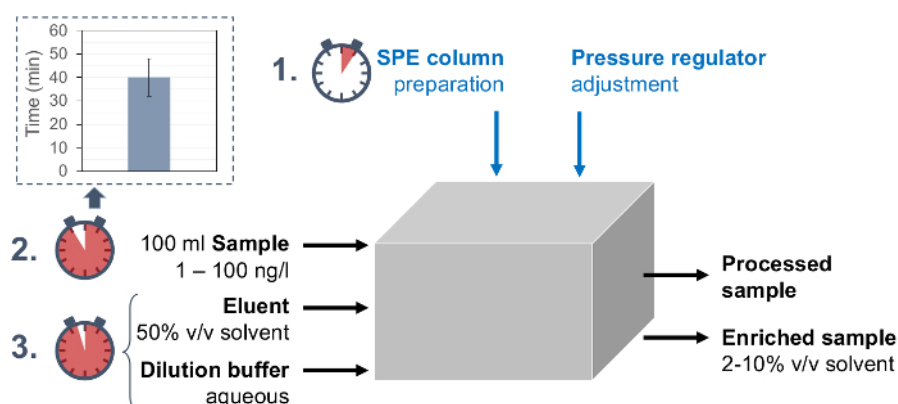 60
50
40
30
20
10
0
Time (min)
1.
SPE column
preparation
Pressure regulator
adjustment
2.
100 ml Sample
1 – 100 ng/l
3.
Eluent
50% v/v solvent
Dilution buffer
aqueous
Processed
sample
Enriched sample
2-10% v/v solvent